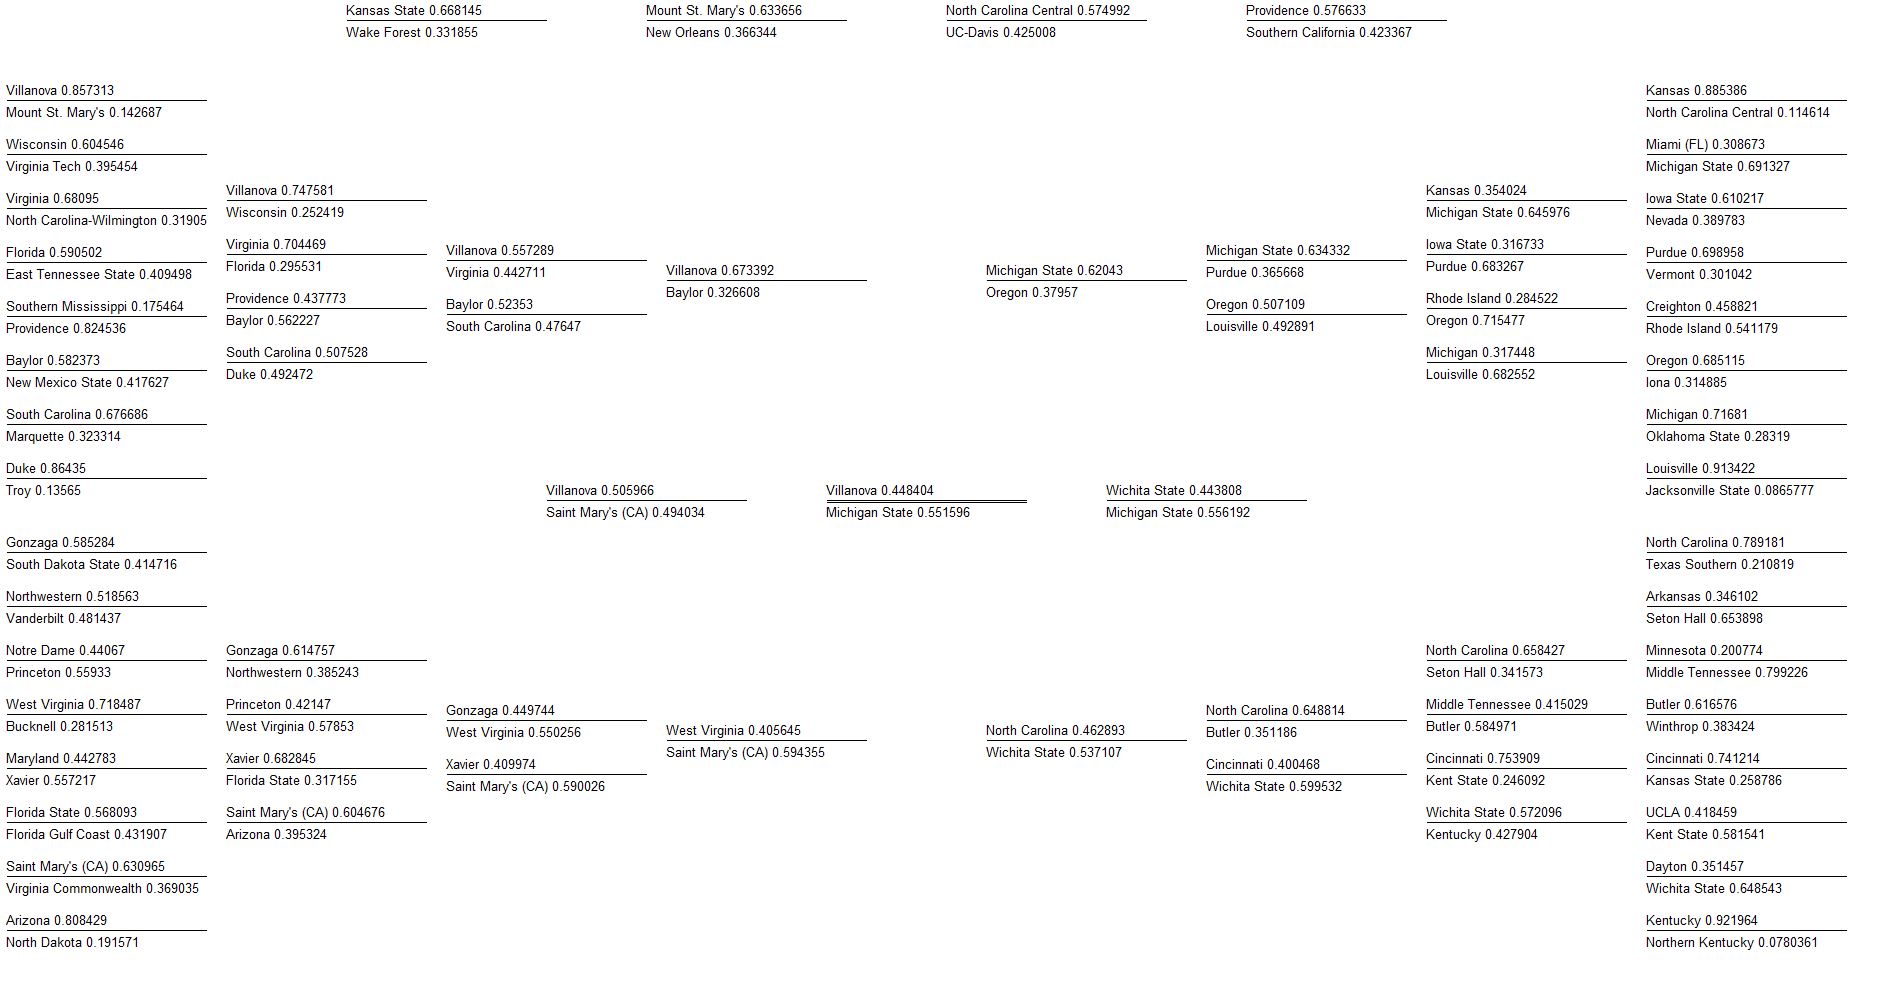 Kansas State 0.668145
Wake Forest 0.331855
Mount St. Mary's 0.633656
New Orleans 0.366344
North Carolina Central 0.574992
UC-Davis 0.425008
Providence 0.576633
Southern California 0.423367
Villanova 0.857313
Mount St. Mary's 0.142687
Wisconsin 0.604546
Virginia Tech 0.395454
Virginia 0.68095
North Carolina-Wilmington 0.31905
Florida 0.590502
East Tennessee State 0.409498
Southern Mississippi 0.175464
Providence 0.824536
Baylor 0.582373
New Mexico State 0.417627
South Carolina 0.676686
Marquette 0.323314
Duke 0.86435
Troy 0.13565
Villanova 0.747581
Wisconsin 0.252419
Virginia 0.704469
Florida 0.295531
Providence 0.437773
Baylor 0.562227
South Carolina 0.507528
Duke 0.492472
Villanova 0.557289
Virginia 0.442711
Baylor 0.52353
South Carolina 0.47647
Villanova 0.673392
Baylor 0.326608
Michigan State 0.62043
Oregon 0.37957
Michigan State 0.634332
Purdue 0.365668
Oregon 0.507109
Louisville 0.492891
Kansas 0.354024
Michigan State 0.645976
Iowa State 0.316733
Purdue 0.683267
Rhode Island 0.284522
Oregon 0.715477
Michigan 0.317448
Louisville 0.682552
Kansas 0.885386
North Carolina Central 0.114614
Miami (FL) 0.308673
Michigan State 0.691327
Iowa State 0.610217
Nevada 0.389783
Purdue 0.698958
Vermont 0.301042
Creighton 0.458821
Rhode Island 0.541179
Oregon 0.685115
Iona 0.314885
Michigan 0.71681
Oklahoma State 0.28319
Louisville 0.913422
Jacksonville State 0.0865777
Villanova 0.505966
Saint Mary's (CA) 0.494034
Villanova 0.448404
Michigan State 0.551596
Wichita State 0.443808
Michigan State 0.556192
Gonzaga 0.585284
South Dakota State 0.414716
Northwestern 0.518563
Vanderbilt 0.481437
Notre Dame 0.44067
Princeton 0.55933
West Virginia 0.718487
Bucknell 0.281513
Maryland 0.442783
Xavier 0.557217
Florida State 0.568093
Florida Gulf Coast 0.431907
Saint Mary's (CA) 0.630965
Virginia Commonwealth 0.369035
Arizona 0.808429
North Dakota 0.191571
Gonzaga 0.614757
Northwestern 0.385243
Princeton 0.42147
West Virginia 0.57853
Xavier 0.682845
Florida State 0.317155
Saint Mary's (CA) 0.604676
Arizona 0.395324
Gonzaga 0.449744
West Virginia 0.550256
Xavier 0.409974
Saint Mary's (CA) 0.590026
West Virginia 0.405645
Saint Mary's (CA) 0.594355
North Carolina 0.462893
Wichita State 0.537107
North Carolina 0.648814
Butler 0.351186
Cincinnati 0.400468
Wichita State 0.599532
North Carolina 0.658427
Seton Hall 0.341573
Middle Tennessee 0.415029
Butler 0.584971
Cincinnati 0.753909
Kent State 0.246092
Wichita State 0.572096
Kentucky 0.427904
North Carolina 0.789181
Texas Southern 0.210819
Arkansas 0.346102
Seton Hall 0.653898
Minnesota 0.200774
Middle Tennessee 0.799226
Butler 0.616576
Winthrop 0.383424
Cincinnati 0.741214
Kansas State 0.258786
UCLA 0.418459
Kent State 0.581541
Dayton 0.351457
Wichita State 0.648543
Kentucky 0.921964
Northern Kentucky 0.0780361